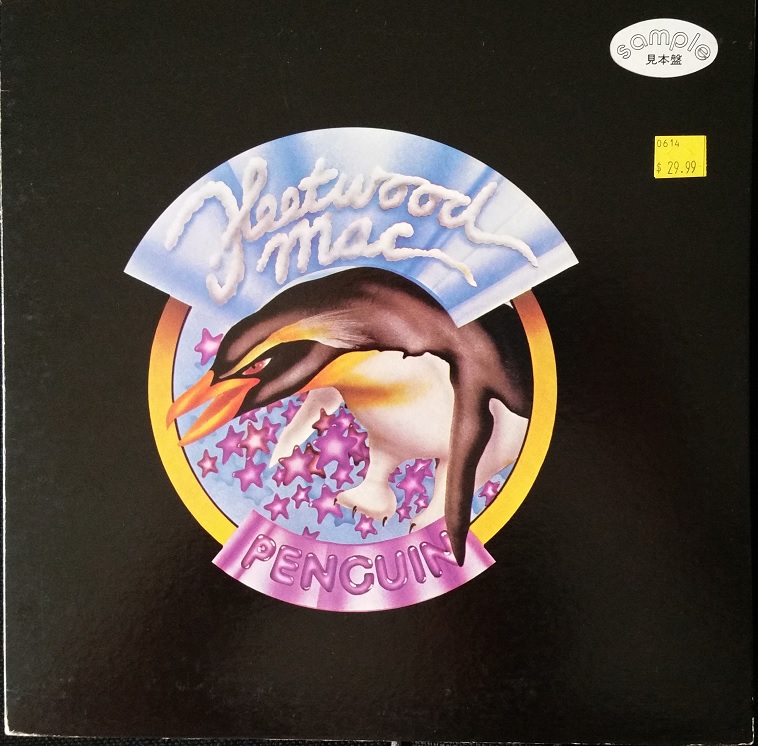 sample
見本盤
0614
$ 29.99
fleetwood
mac
PENGUIN